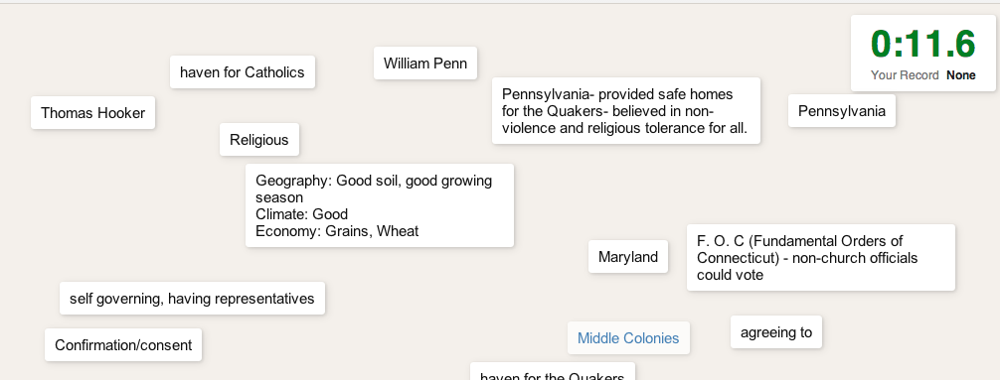 0:11.6
Your Record None
haven for Catholics
William Penn
Thomas Hooker
Pennsylvania- provided safe homes
for the Quakers- believed in non-
violence and religious tolerance for all.
Pennsylvania
Religious
Geography: Good soil, good growing
season
Climate: Good
Economy: Grains, Wheat
Maryland
F. O. C (Fundamental Orders of
Connecticut) - non-church officials
could vote
self governing, having representatives
Confirmation/consent
Middle Colonies
agreeing to
haven for the Quakers